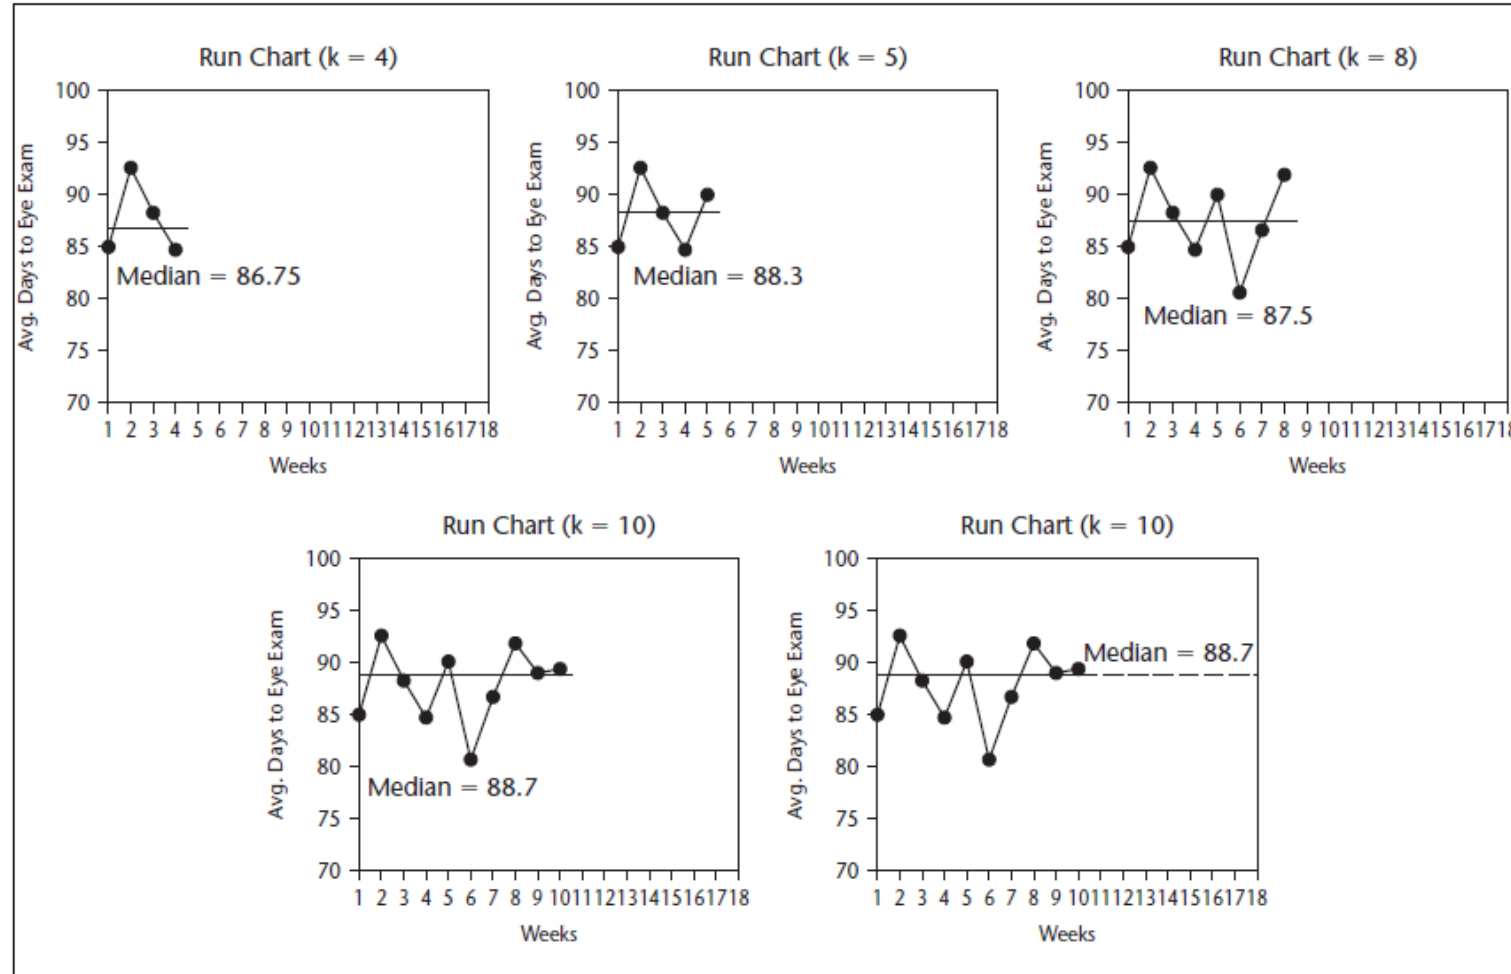 Run Chart (k = 4)
100
95
90
85
80
75
70
Avg. Days to Eye Exam
Median = 86.75
1 2 3 4 5 6 7 8 9 10 11 12 13 14 15 16 17 18
Weeks
Run Chart (k = 5)
100
95
90
85
80
75
70
Avg. Days to Eye Exam
Median = 88.3
1 2 3 4 5 6 7 8 9 10 11 12 13 14 15 16 17 18
Weeks
Run Chart (k = 8)
100
95
90
85
80
75
70
Avg. Days to Eye Exam
Median = 87.5
1 2 3 4 5 6 7 8 9 10 11 12 13 14 15 16 17 18
Weeks
Run Chart (k = 10)
100
95
90
85
80
75
70
Avg. Days to Eye Exam
Median = 88.7
1 2 3 4 5 6 7 8 9 10 11 12 13 14 15 16 17 18
Weeks
Run Chart (k = 10)
100
95
90
85
80
75
70
Avg. Days to Eye Exam
Median = 88.7
1 2 3 4 5 6 7 8 9 10 11 12 13 14 15 16 17 18
Weeks